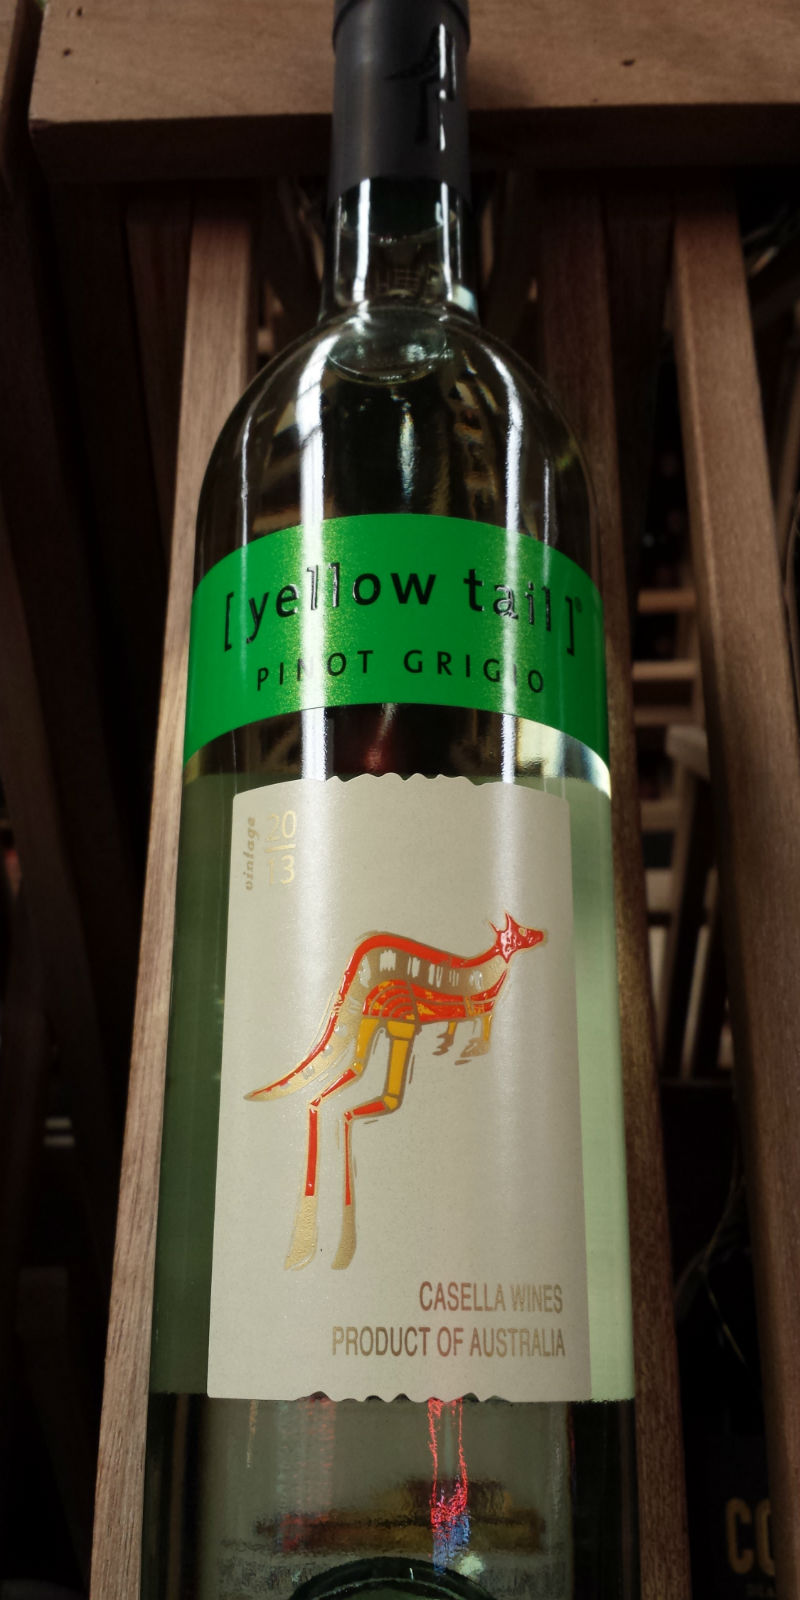 [ yellow tail ]®
PINOT GRIGIO
vintage
20
13
CASELLA WINES
PRODUCT OF AUSTRALIA